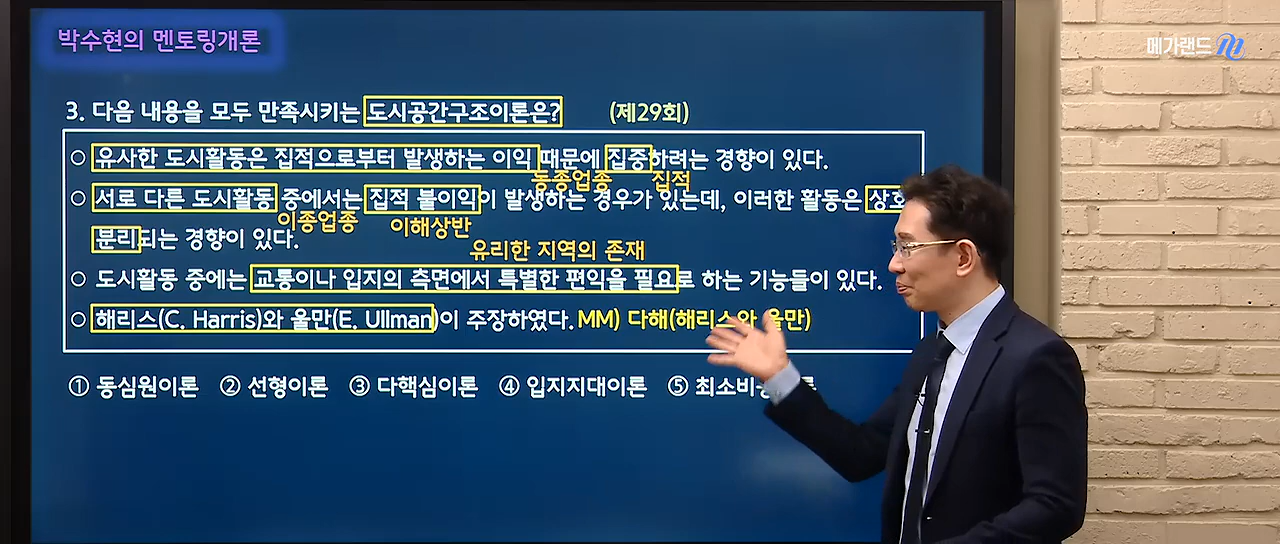 박수현의 멘토링개론
메가랜드
3. 다음 내용을 모두 만족시키는 도시공간구조이론은? (제29회)
○ 유사한 도시활동은 집적으로부터 발생하는 이익 때문에 집중하려는 경향이 있다.
동종업종 집적
○ 서로 다른 도시활동 중에서는 집적 불이익이 발생하는 경우가 있는데, 이러한 활동은 상호
이종업종 이해상반
분리되는 경향이 있다.
유리한 지역의 존재
○ 도시활동 중에는 교통이나 입지의 측면에서 특별한 편익을 필요로 하는 기능들이 있다.
○ 해리스(C. Harris)와 울만(E. Ullman)이 주장하였다. MM) 다해(해리스와 울만)
① 동심원이론 ② 선형이론 ③ 다핵심이론 ④ 입지지대이론 ⑤